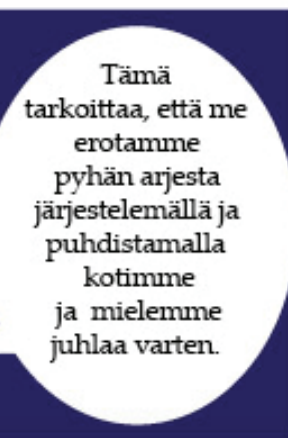 Tämä
tarkoittaa, että me
erotamme
pyhän arjesta
järjestelemällä ja
puhdistamalla
kotimme
ja mielemme
juhlaa varten.